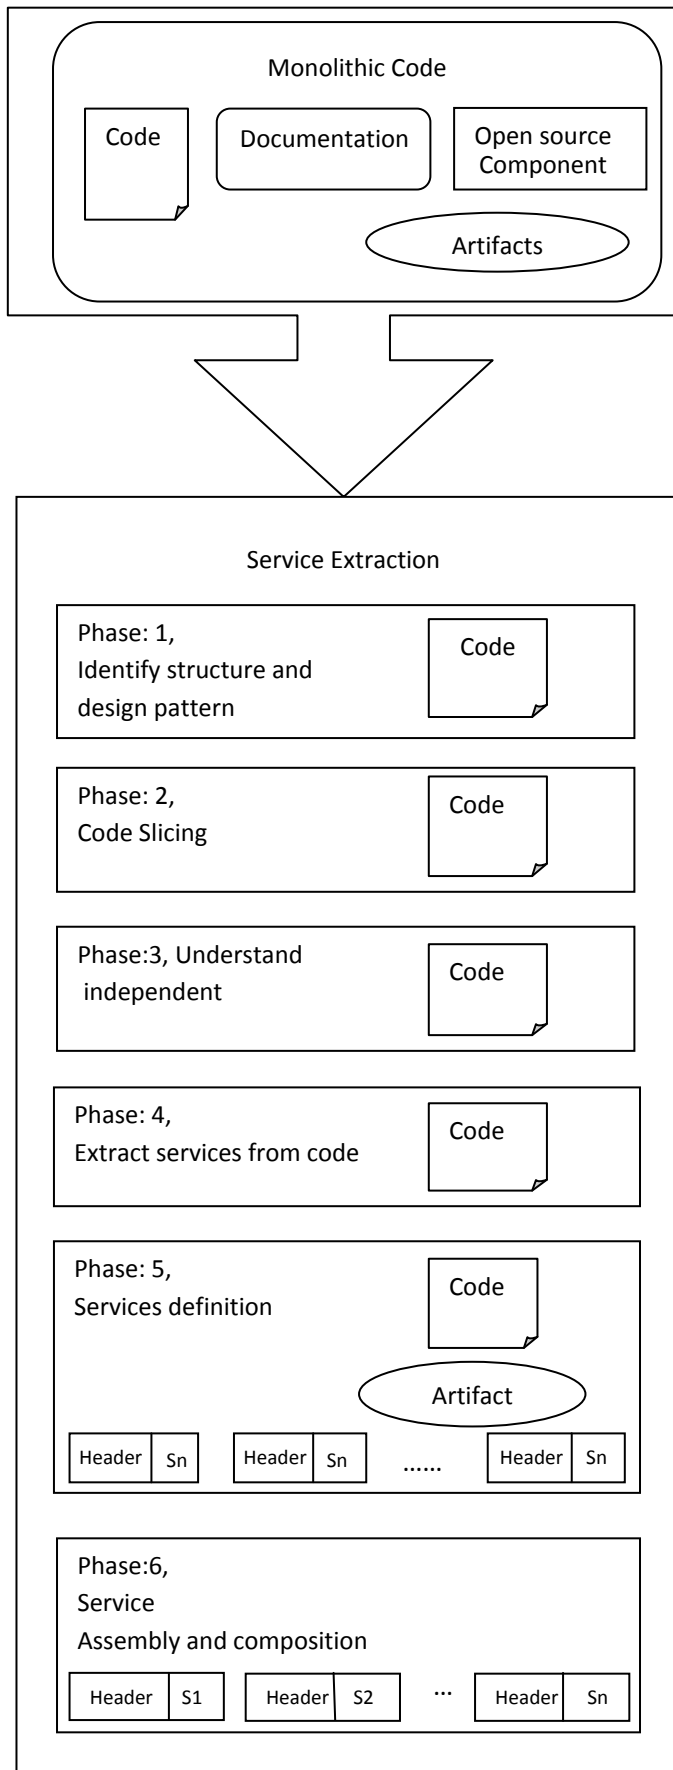 Monolithic Code
Code
Documentation
Open source
Component
Artifacts
Service Extraction
Phase: 1,
Identify structure and
design pattern
Code
Phase: 2,
Code Slicing
Code
Phase:3, Understand
independent
Code
Phase: 4,
Extract services from code
Code
Phase: 5,
Services definition
Code
Artifact
Header Sn
Header Sn
......
Header Sn
Phase:6,
Service
Assembly and composition
Header S1
Header S2
...
Header Sn